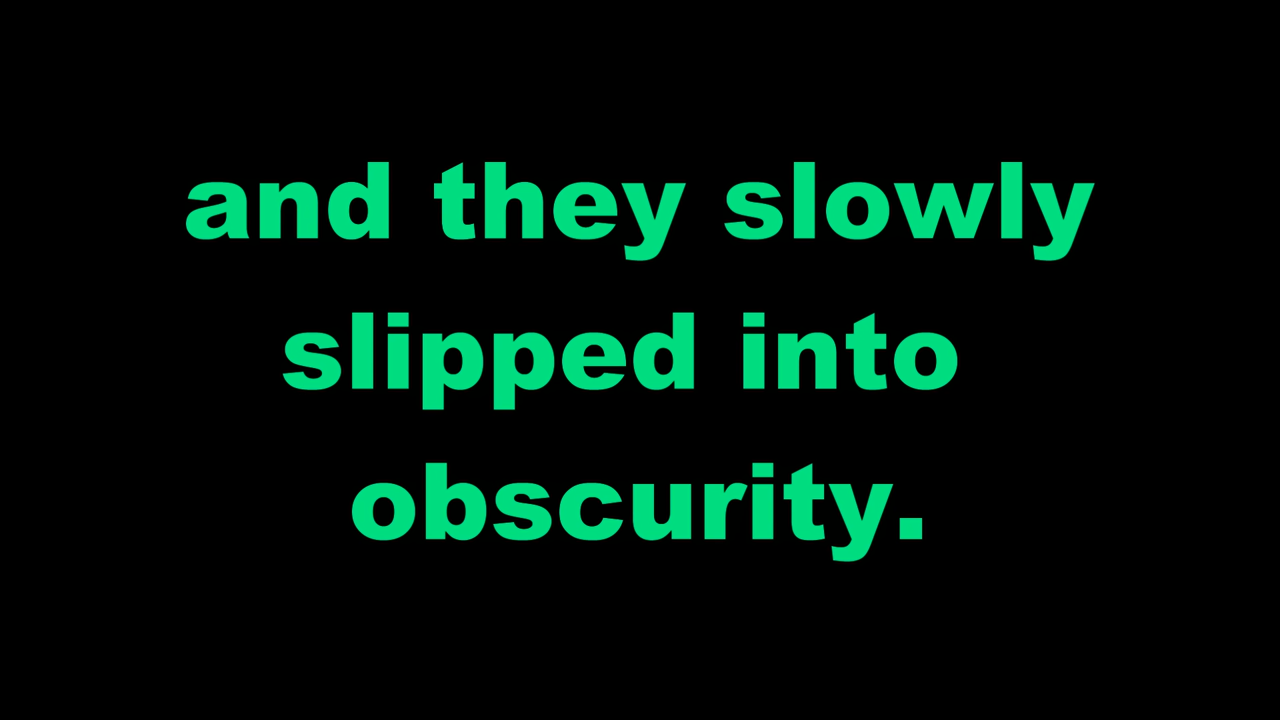 and they slowly
slipped into
obscurity.